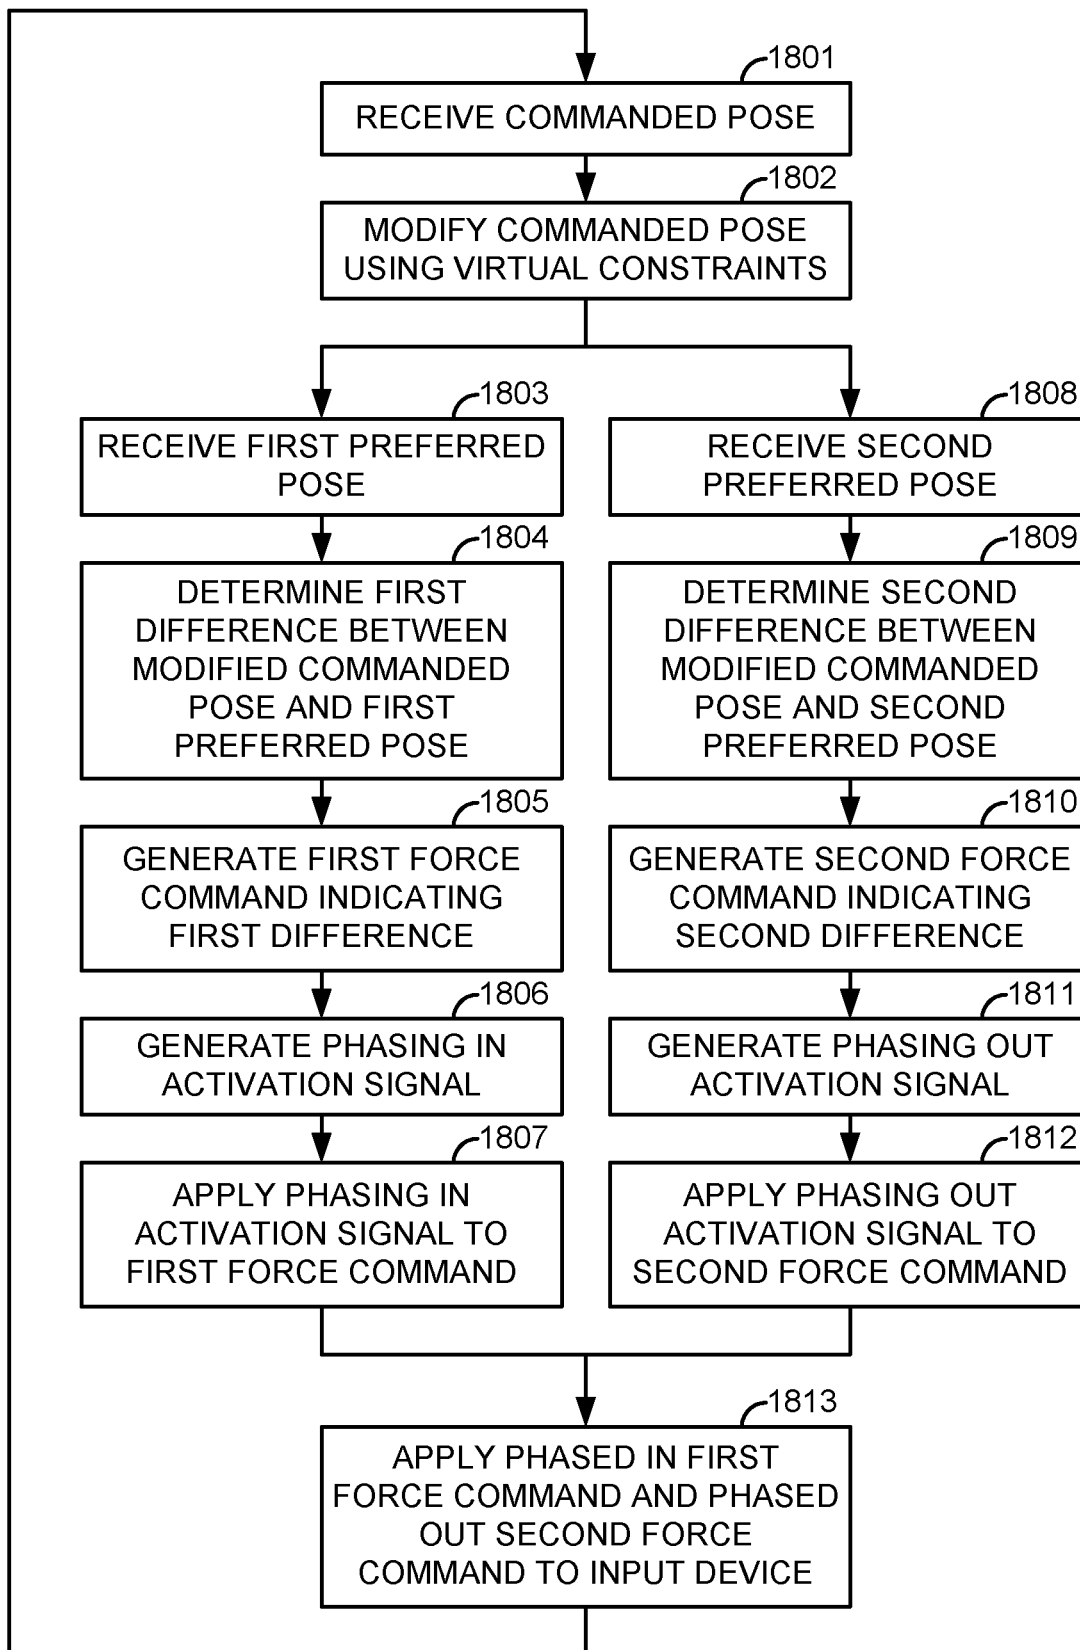 1801
RECEIVE COMMANDED POSE
1802
MODIFY COMMANDED POSE
USING VIRTUAL CONSTRAINTS
1803
RECEIVE FIRST PREFERRED
POSE
1804
DETERMINE FIRST
DIFFERENCE BETWEEN
MODIFIED COMMANDED
POSE AND FIRST
PREFERRED POSE
1805
GENERATE FIRST FORCE
COMMAND INDICATING
FIRST DIFFERENCE
1806
GENERATE PHASING IN
ACTIVATION SIGNAL
1807
APPLY PHASING IN
ACTIVATION SIGNAL TO
FIRST FORCE COMMAND
1808
RECEIVE SECOND
PREFERRED POSE
1809
DETERMINE SECOND
DIFFERENCE BETWEEN
MODIFIED COMMANDED
POSE AND SECOND
PREFERRED POSE
1810
GENERATE SECOND FORCE
COMMAND INDICATING
SECOND DIFFERENCE
1811
GENERATE PHASING OUT
ACTIVATION SIGNAL
1812
APPLY PHASING OUT
ACTIVATION SIGNAL TO
SECOND FORCE COMMAND
1813
APPLY PHASED IN FIRST
FORCE COMMAND AND PHASED
OUT SECOND FORCE
COMMAND TO INPUT DEVICE